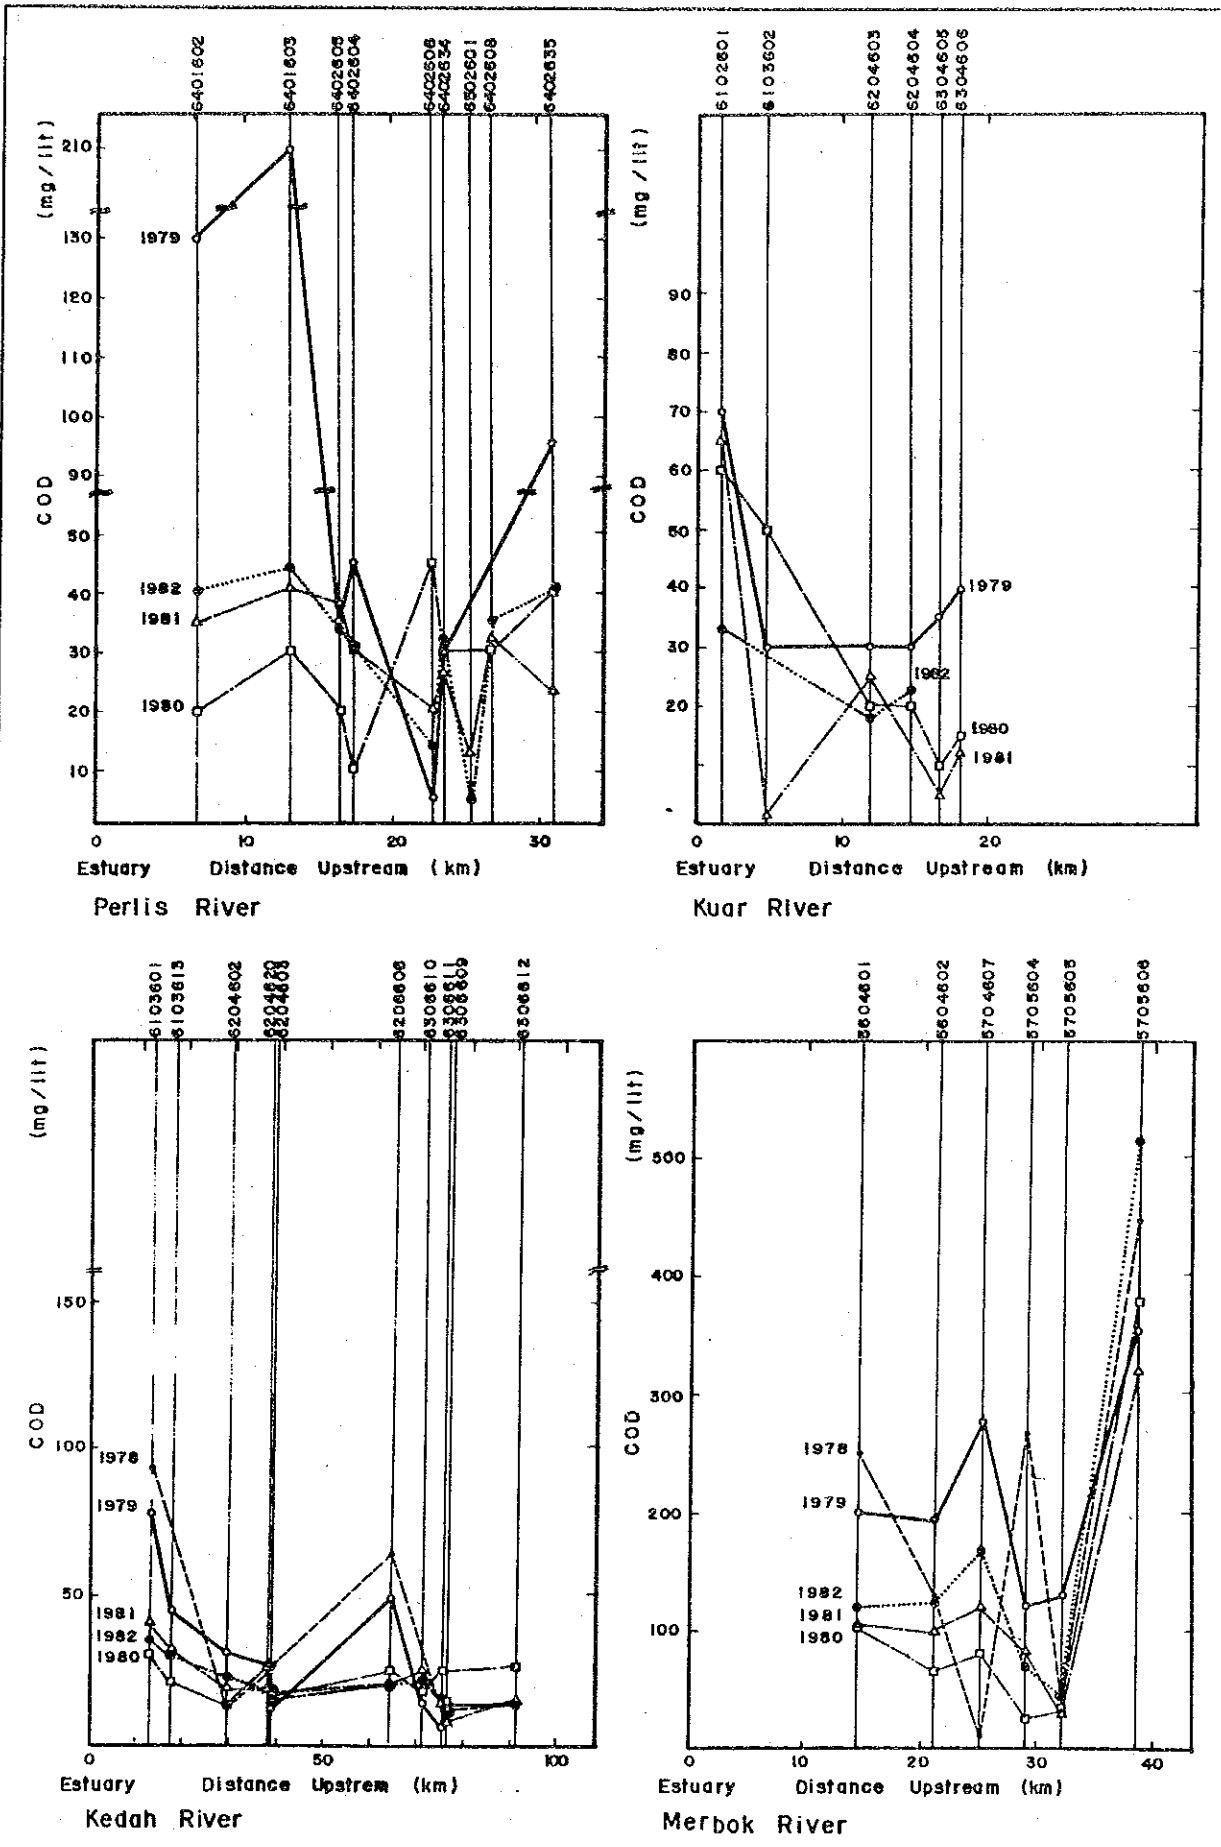 6401602 6401603 6402605 6402604 6402606 6402634 6502601 6402608 6402635
(mg/lit)
210
130
120
110
100
90
COD
50
40
30
20
10
1979
1982
1981
1980
0 10 20 30
Estuary Distance Upstream (km)
Perlis River
6102601 6103602 6204603 6204604 6304605 6304606
(mg/lit)
90
80
70
60
COD
50
40
30
20
1979
1982
1980
1981
0 10 20
Estuary Distance Upstream (km)
Kuar River
6103601 6103613 6204602 6204620 6204603 6206606 6306610 6306611 6306609 6306612
(mg/lit)
150
COD
100
50
1978
1979
1981
1982
1980
0 50 100
Estuary Distance Upstrem (km)
Kedah River
5604601 5604602 5704607 5705604 5705605 5705606
(mg/lit)
500
400
300
COD
200
100
1978
1979
1982
1981
1980
0 10 20 30 40
Estuary Distance Upstream (km)
Merbok River